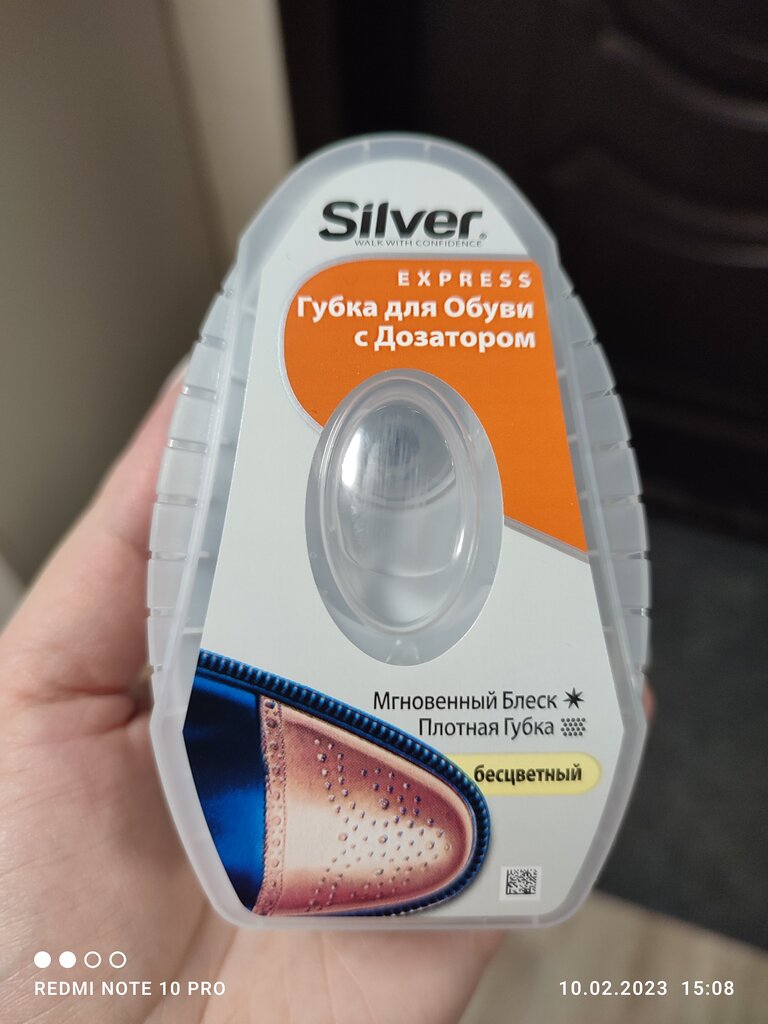 Silver®
WALK WITH CONFIDENCE
EXPRESS
Губка для Обуви
с Дозатором
Мгновенный Блеск
Плотная Губка
бесцветный
REDMI NOTE 10 PRO
10.02.2023 15:08